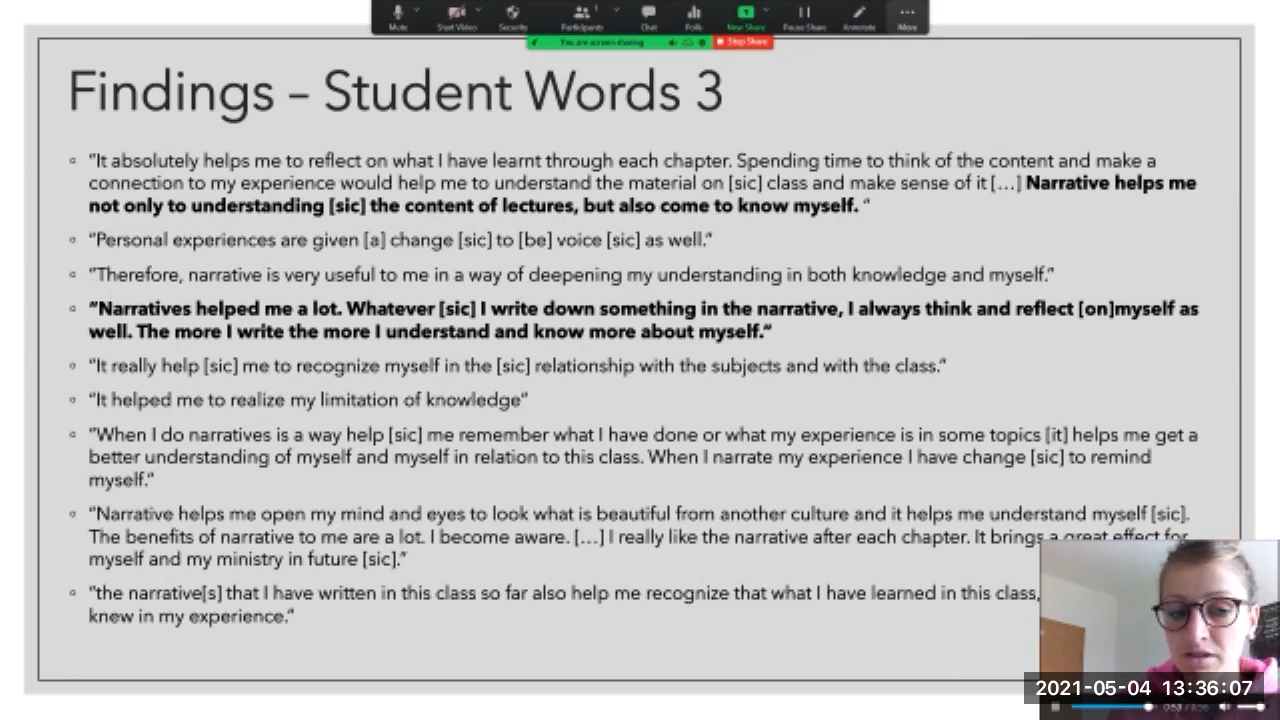 Mute
Start Video
Security
Participants
1
Chat
Polls
New Share
Pause Share
Annotate
More
You are screen sharing
Stop Share
Findings – Student Words 3
“It absolutely helps me to reflect on what I have learnt through each chapter. Spending time to think of the content and make a
connection to my experience would help me to understand the material on [sic] class and make sense of it […] Narrative helps me
not only to understanding [sic] the content of lectures, but also come to know myself. “
“Personal experiences are given [a] change [sic] to [be] voice [sic] as well.”
“Therefore, narrative is very useful to me in a way of deepening my understanding in both knowledge and myself.”
“Narratives helped me a lot. Whatever [sic] I write down something in the narrative, I always think and reflect [on]myself as
well. The more I write the more I understand and know more about myself.”
“It really help [sic] me to recognize myself in the [sic] relationship with the subjects and with the class.”
“It helped me to realize my limitation of knowledge”
“When I do narratives is a way help [sic] me remember what I have done or what my experience is in some topics [it] helps me get a
better understanding of myself and myself in relation to this class. When I narrate my experience I have change [sic] to remind
myself.”
“Narrative helps me open my mind and eyes to look what is beautiful from another culture and it helps me understand myself [sic].
The benefits of narrative to me are a lot. I become aware. […] I really like the narrative after each chapter. It brings a great effect for
myself and my ministry in future [sic].”
“the narrative[s] that I have written in this class so far also help me recognize that what I have learned in this class,
knew in my experience.”
2021-05-04 13:36:07